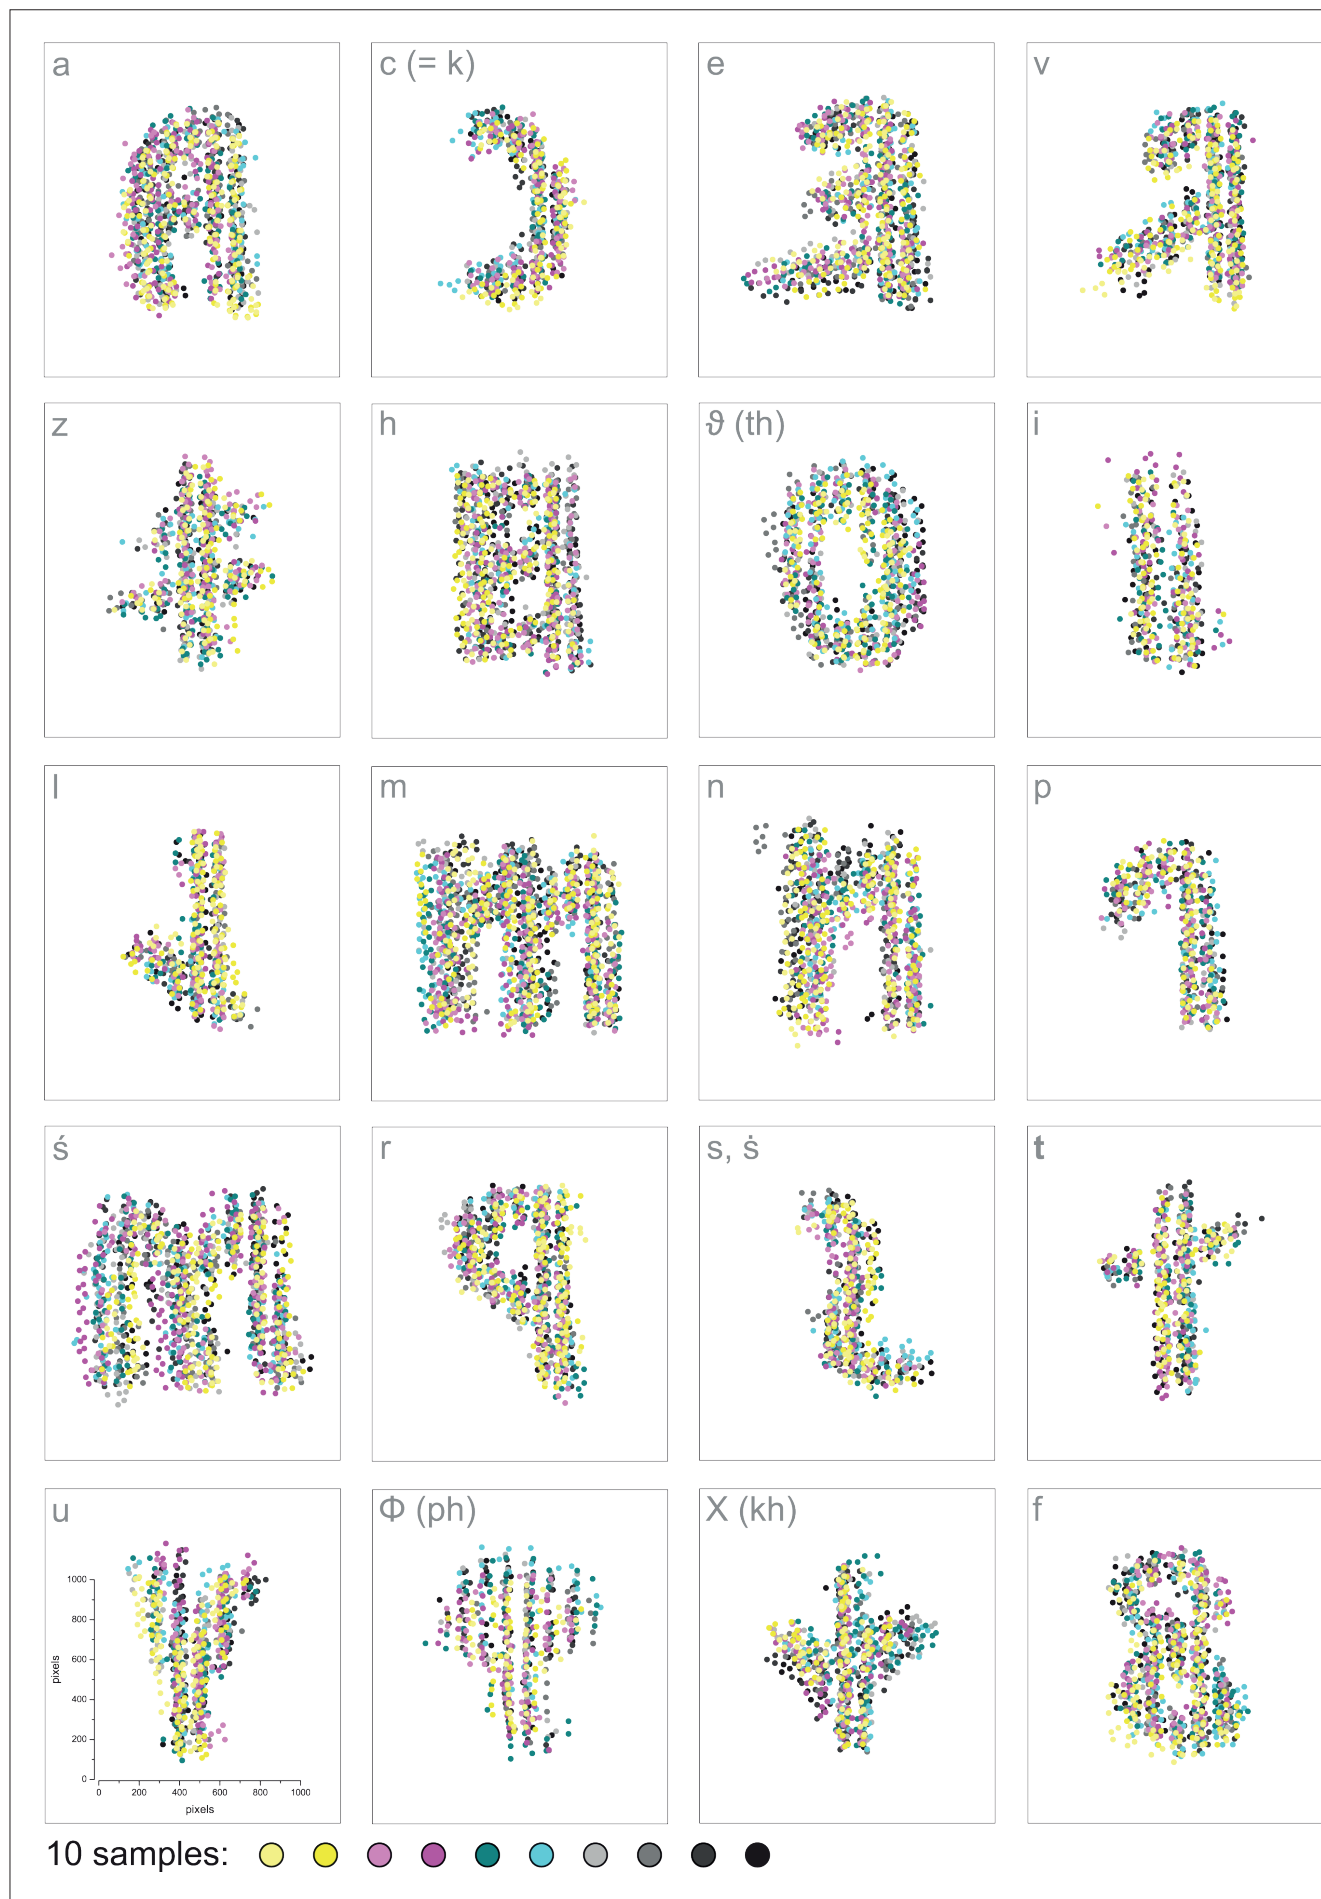 a c (= k) e v
z h ϑ (th) i
l m n p
ś r s, ṡ t
u Φ (ph) X (kh) f
1000
800
600
400
200
0
pixels
0 200 400 600 800 1000
pixels
10 samples: